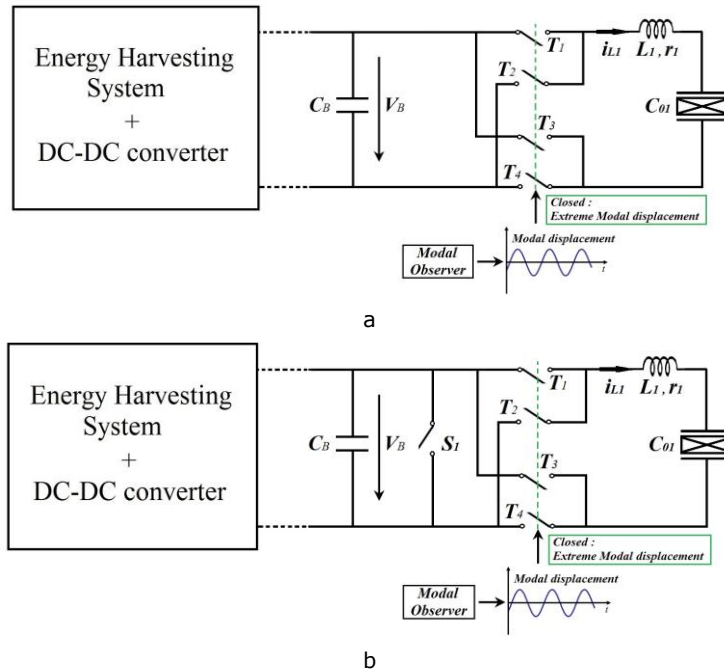 Energy Harvesting
System
+
DC-DC converter
C_B
V_B
T_1
T_2
T_3
T_4
i_L1
L_1, r_1
C_01
Closed :
Extreme Modal displacement
Modal
Observer
Modal displacement
t
a
Energy Harvesting
System
+
DC-DC converter
C_B
V_B
S_1
T_1
T_2
T_3
T_4
i_L1
L_1, r_1
C_01
Closed :
Extreme Modal displacement
Modal
Observer
Modal displacement
t
b